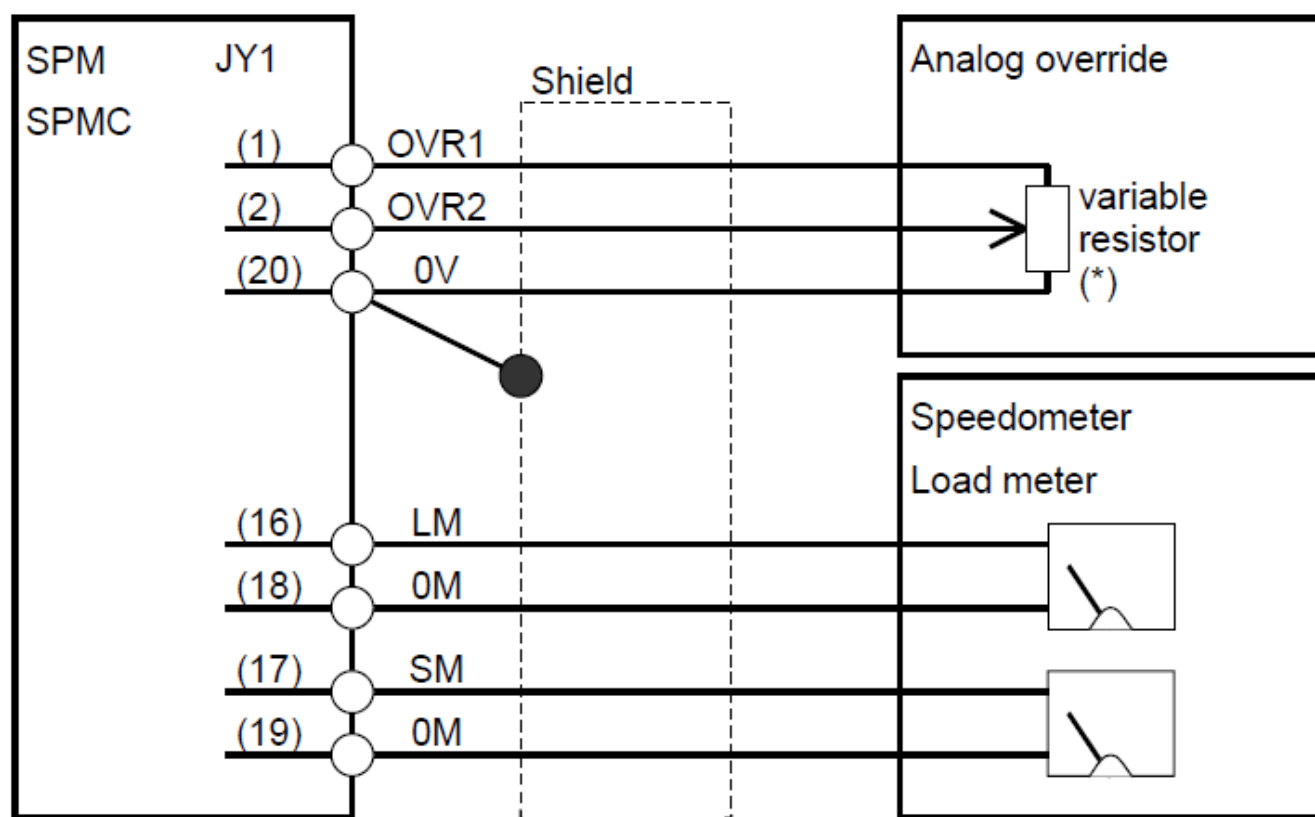 SPM JY1
SPMC
Shield
Analog override
(1) OVR1
(2) OVR2
(20) 0V
variable
resistor
(*)
Speedometer
Load meter
(16) LM
(18) 0M
(17) SM
(19) 0M